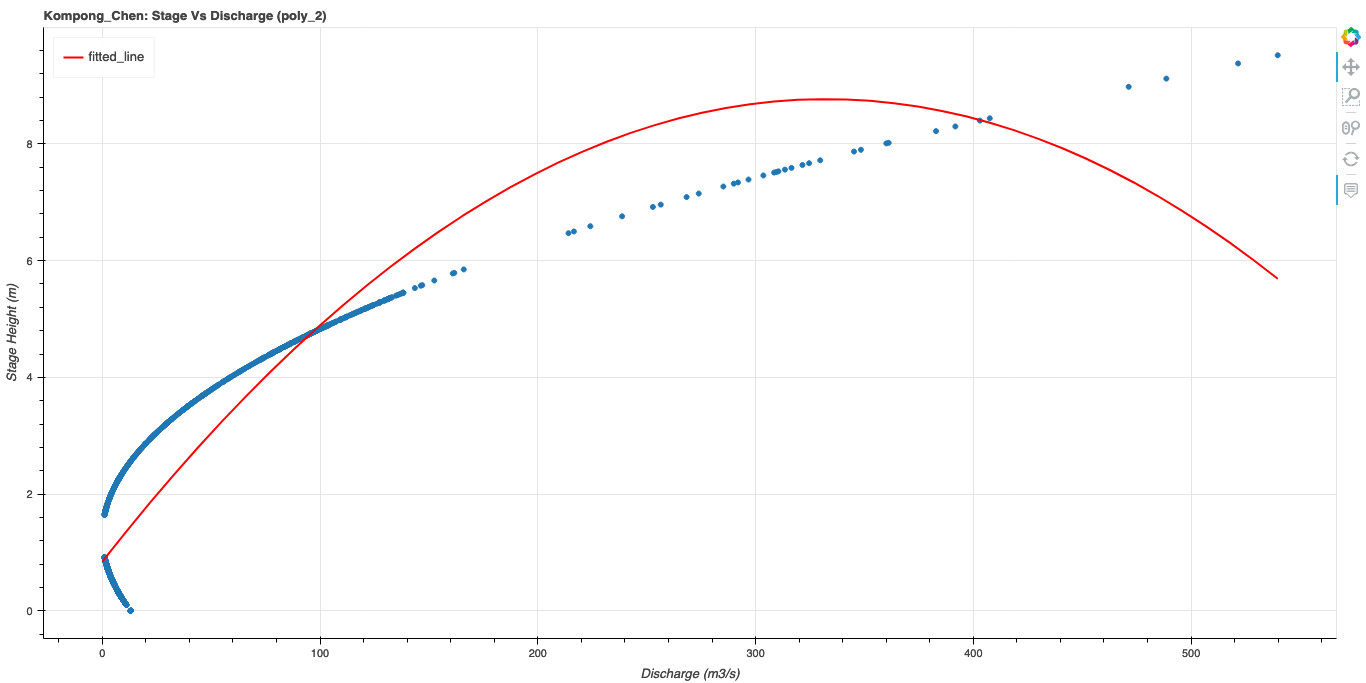 Kompong_Chen: Stage Vs Discharge (poly_2)
fitted_line
Stage Height (m)
8
6
4
2
0
0 100 200 300 400 500
Discharge (m3/s)